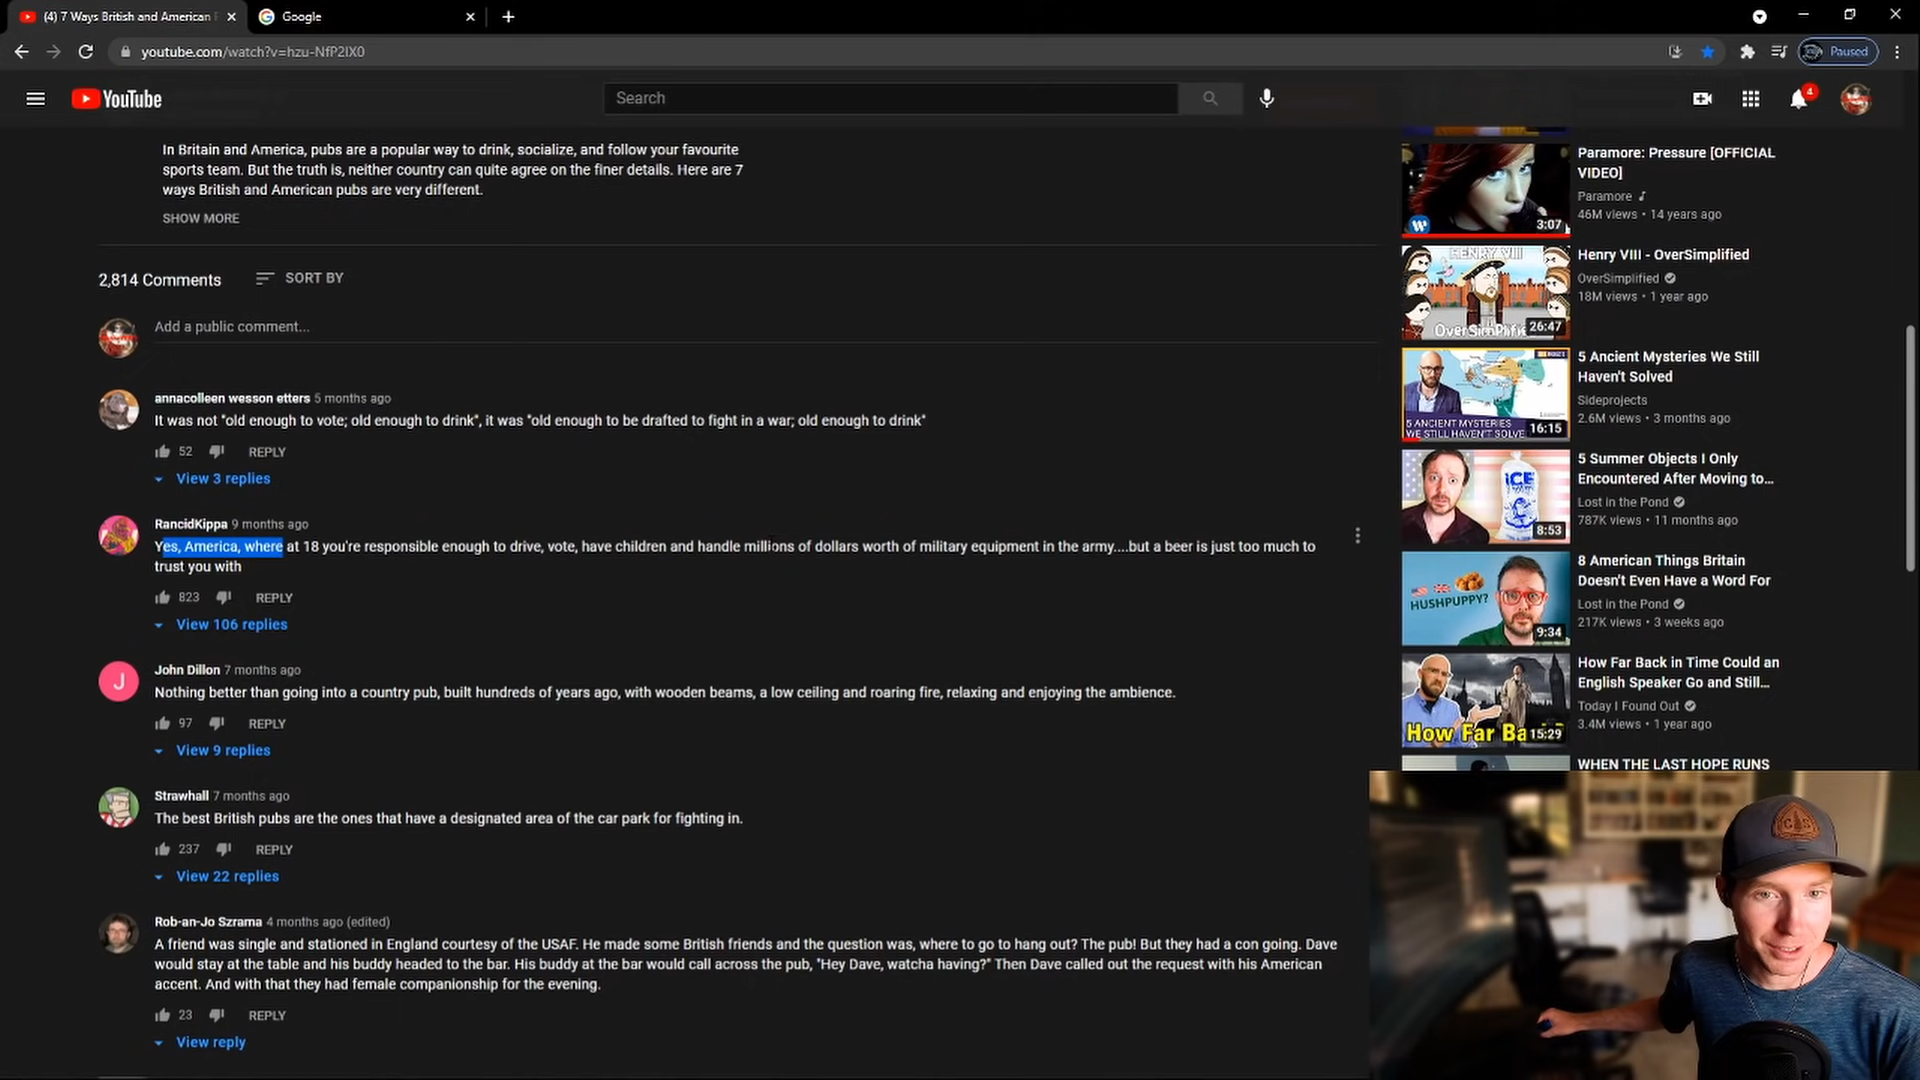 (4) 7 Ways British and American
Google
youtube.com/watch?v=hzu-NfP2IX0
Paused
YouTube
Search
4
In Britain and America, pubs are a popular way to drink, socialize, and follow your favourite
sports team. But the truth is, neither country can quite agree on the finer details. Here are 7
ways British and American pubs are very different.
SHOW MORE
2,814 Comments
SORT BY
Add a public comment...
annacolleen wesson etters 5 months ago
It was not "old enough to vote; old enough to drink", it was "old enough to be drafted to fight in a war; old enough to drink"
52
REPLY
View 3 replies
RancidKippa 9 months ago
Yes, America, where at 18 you're responsible enough to drive, vote, have children and handle millions of dollars worth of military equipment in the army....but a beer is just too much to
trust you with
823
REPLY
View 106 replies
J
John Dillon 7 months ago
Nothing better than going into a country pub, built hundreds of years ago, with wooden beams, a low ceiling and roaring fire, relaxing and enjoying the ambience.
97
REPLY
View 9 replies
Strawhall 7 months ago
The best British pubs are the ones that have a designated area of the car park for fighting in.
237
REPLY
View 22 replies
Rob-an-Jo Szrama 4 months ago (edited)
A friend was single and stationed in England courtesy of the USAF. He made some British friends and the question was, where to go to hang out? The pub! But they had a con going. Dave
would stay at the table and his buddy headed to the bar. His buddy at the bar would call across the pub, "Hey Dave, watcha having?" Then Dave called out the request with his American
accent. And with that they had female companionship for the evening.
23
REPLY
View reply
W
3:07
Paramore: Pressure [OFFICIAL
VIDEO]
Paramore
46M views • 14 years ago
HENRY VIII
OverSimplifie
26:47
Henry VIII - OverSimplified
OverSimplified
18M views • 1 year ago
5 ANCIENT MYSTERIES
WE STILL HAVEN'T SOLVE
16:15
5 Ancient Mysteries We Still
Haven't Solved
Sideprojects
2.6M views • 3 months ago
ICE
8:53
5 Summer Objects I Only
Encountered After Moving to...
Lost in the Pond
787K views • 11 months ago
HUSHPUPPY?
9:34
8 American Things Britain
Doesn't Even Have a Word For
Lost in the Pond
217K views • 3 weeks ago
How Far Ba
15:29
How Far Back in Time Could an
English Speaker Go and Still...
Today I Found Out
3.4M views • 1 year ago
WHEN THE LAST HOPE RUNS
CS